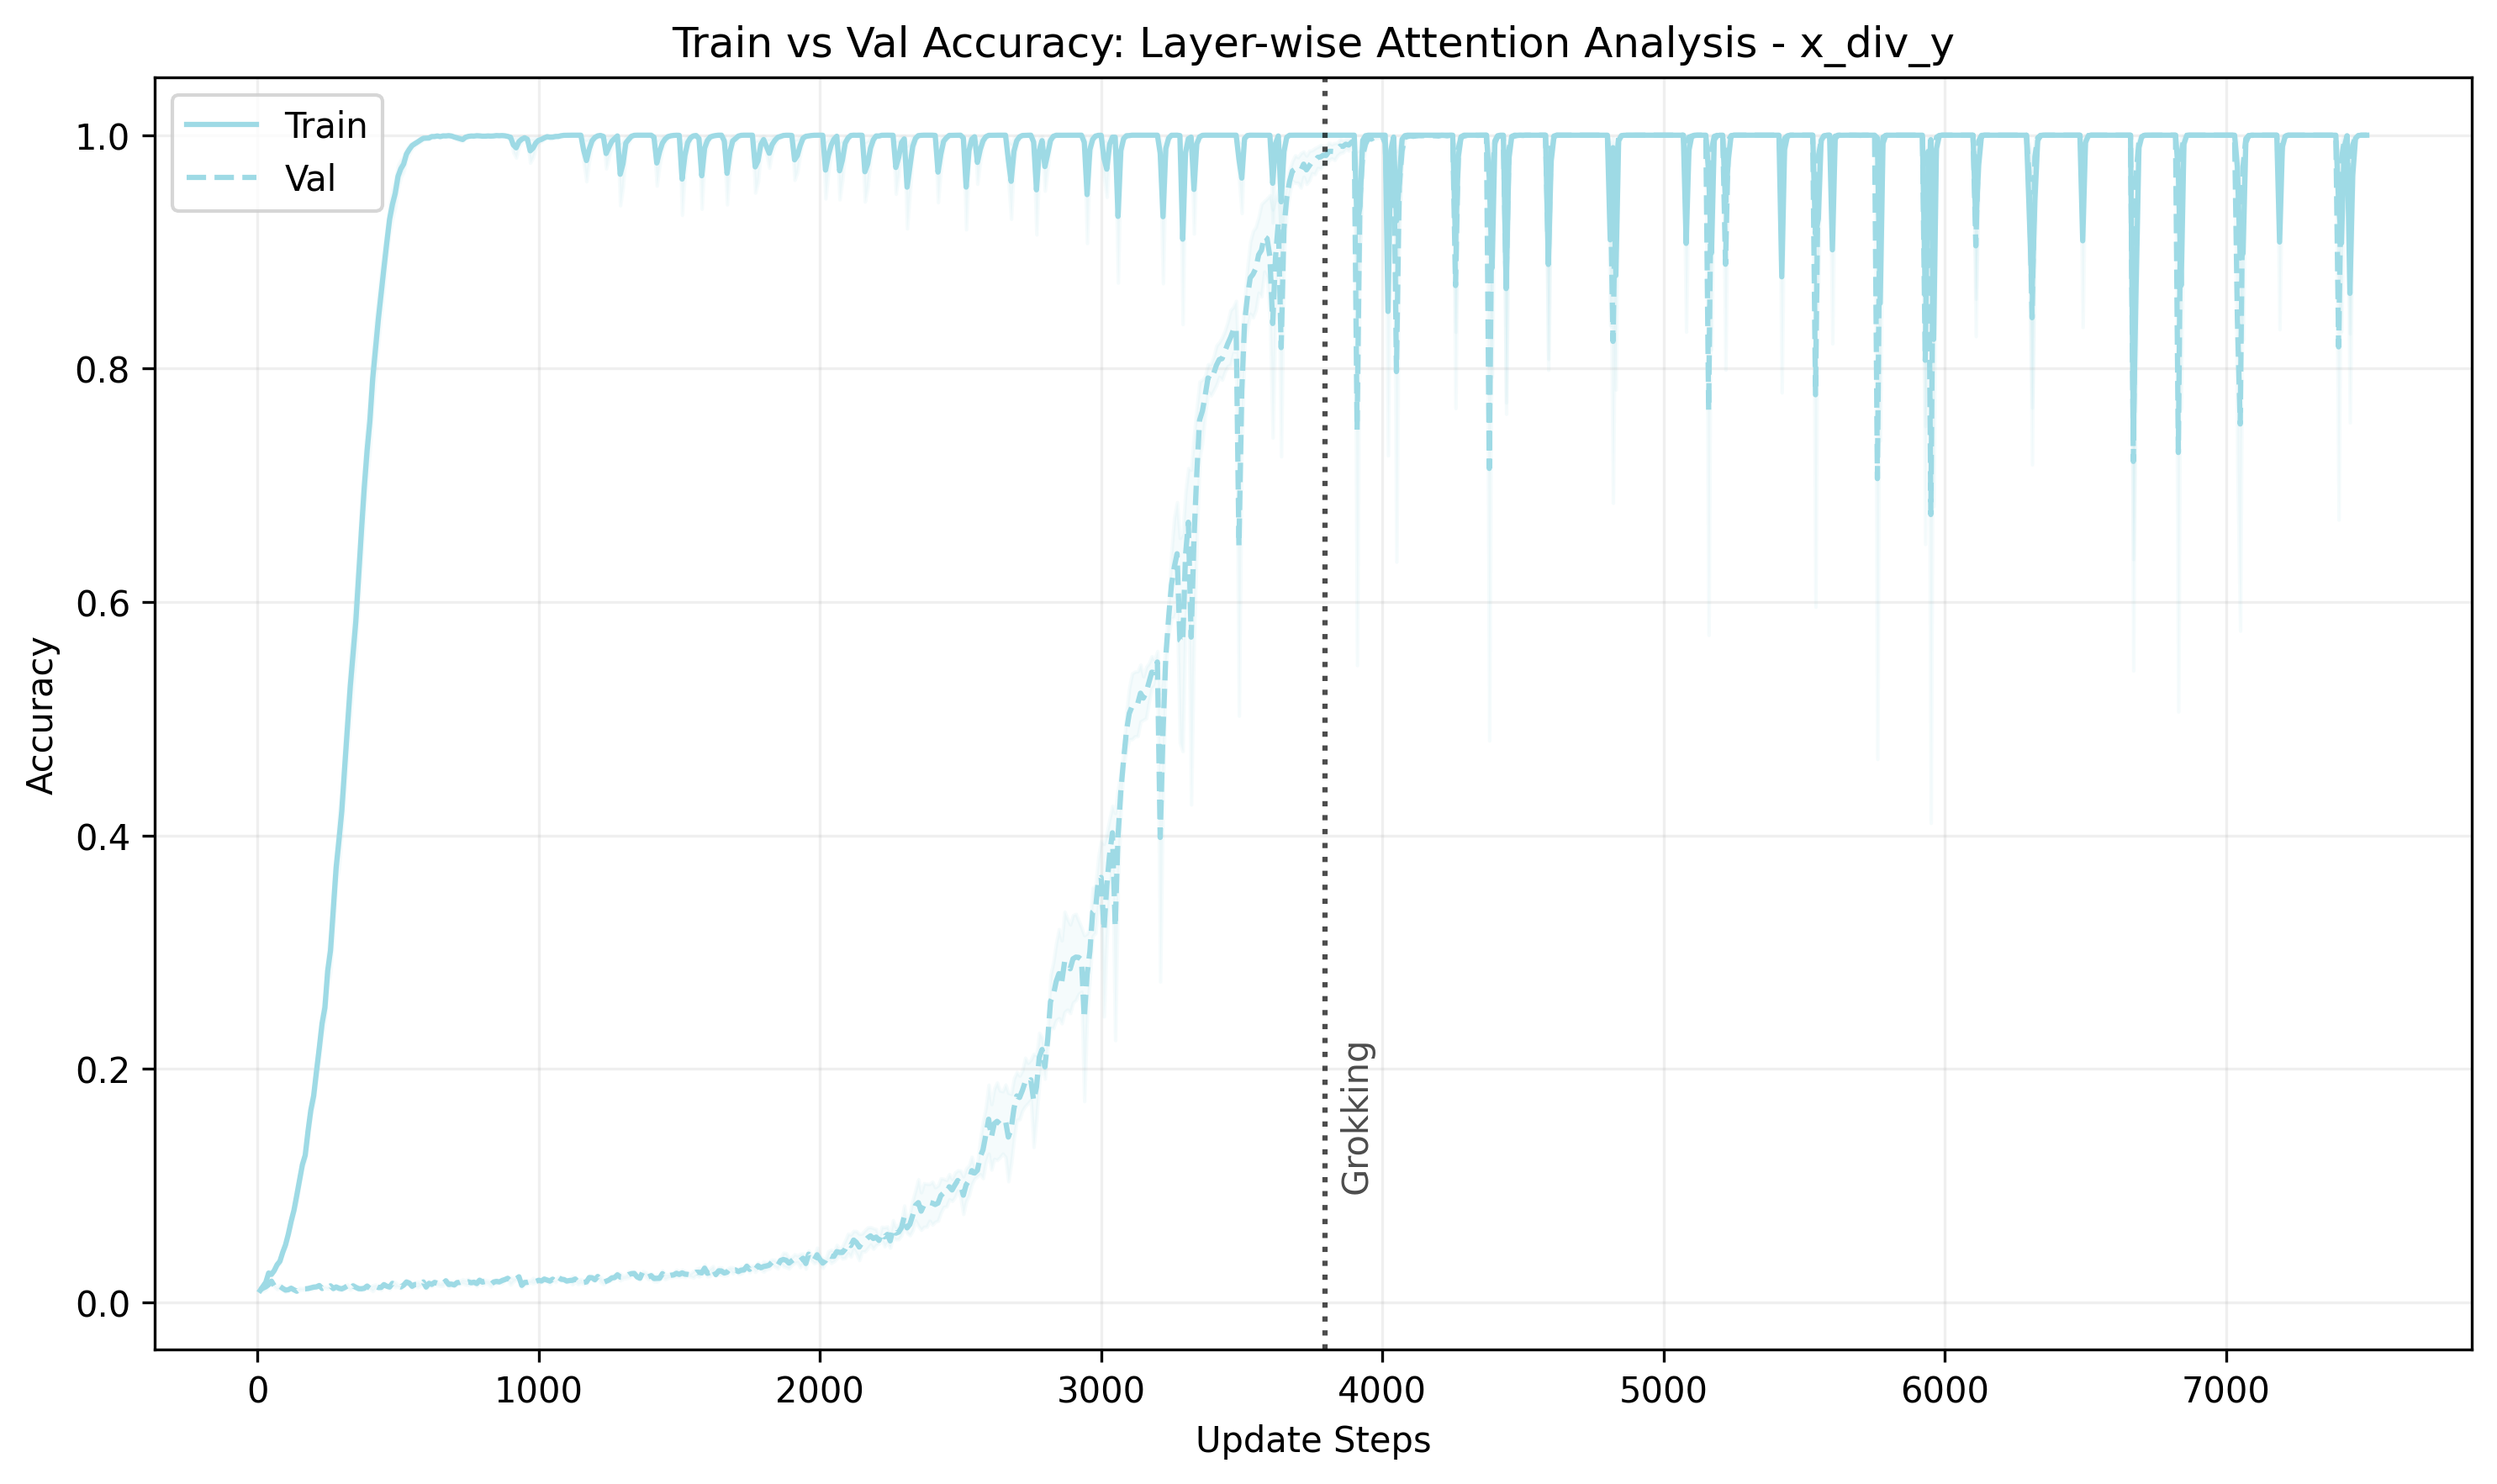 Train vs Val Accuracy: Layer-wise Attention Analysis - x_div_y
Train
Val
1.0
0.8
0.6
0.4
0.2
0.0
Accuracy
Grokking
0 1000 2000 3000 4000 5000 6000 7000
Update Steps